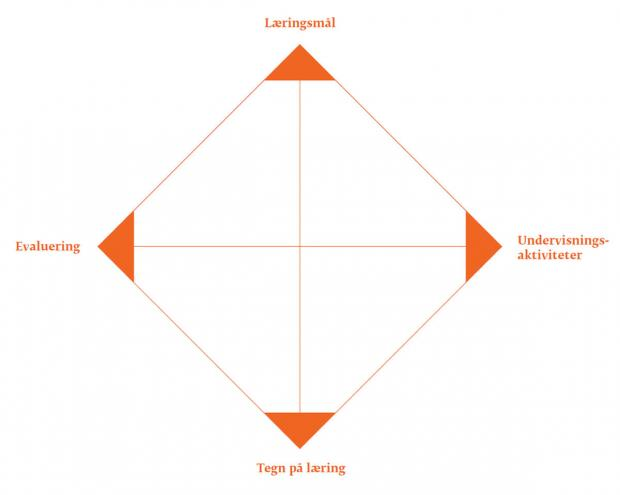 Læringsmål
Evaluering
Undervisnings-
aktiviteter
Tegn på læring